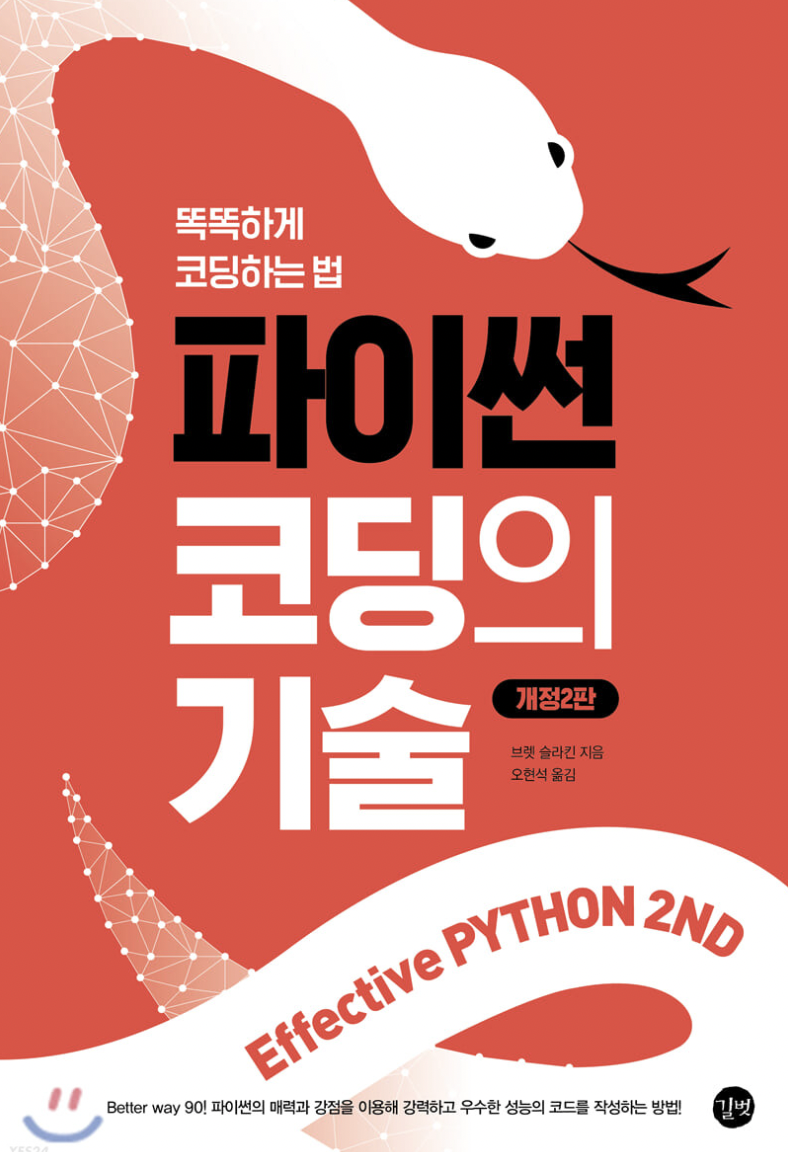 똑똑하게
코딩하는 법
파이썬
코딩의
기술
개정2판
브렛 슬라킨 지음
오현석 옮김
Effective PYTHON 2ND
Better way 90! 파이썬의 매력과 강점을 이용해 강력하고 우수한 성능의 코드를 작성하는 방법!
길벗